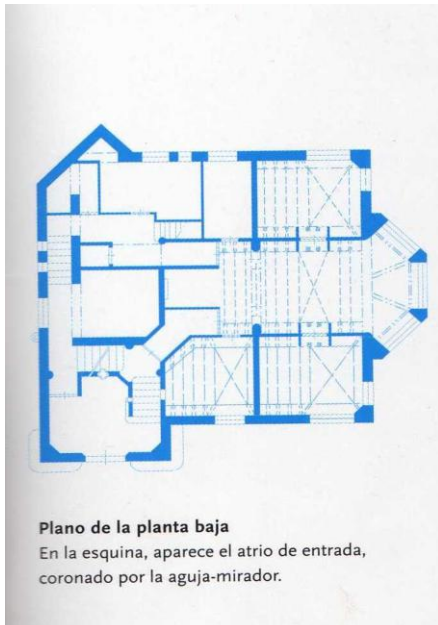 Plano de la planta baja
En la esquina, aparece el atrio de entrada,
coronado por la aguja-mirador.